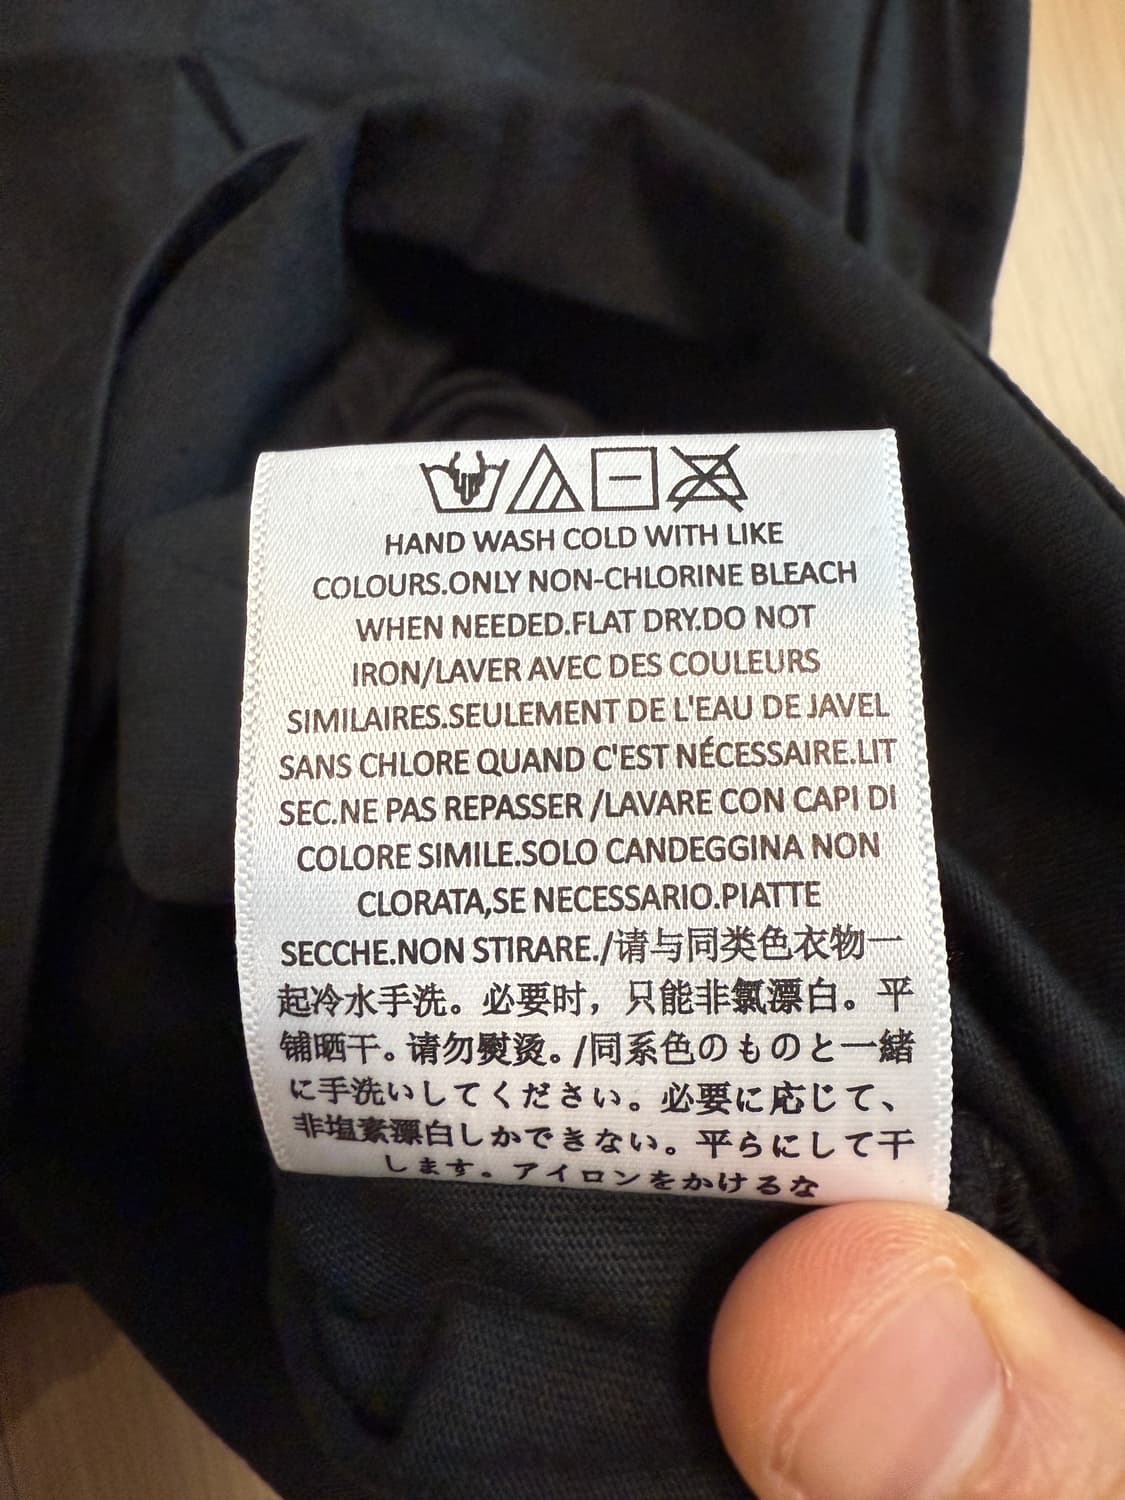 HAND WASH COLD WITH LIKE
COLOURS.ONLY NON-CHLORINE BLEACH
WHEN NEEDED.FLAT DRY.DO NOT
IRON/LAVER AVEC DES COULEURS
SIMILAIRES.SEULEMENT DE L'EAU DE JAVEL
SANS CHLORE QUAND C'EST NÉCESSAIRE.LIT
SEC.NE PAS REPASSER /LAVARE CON CAPI DI
COLORE SIMILE.SOLO CANDEGGINA NON
CLORATA,SE NECESSARIO.PIATTE
SECCHE.NON STIRARE./请与同类色衣物一
起冷水手洗。必要时，只能非氯漂白。平
铺晒干。请勿熨烫。/同系色のものと一緒
に手洗いしてください。必要に応じて、
非塩素漂白しかできない。平らにして干
します。アイロンをかけるな